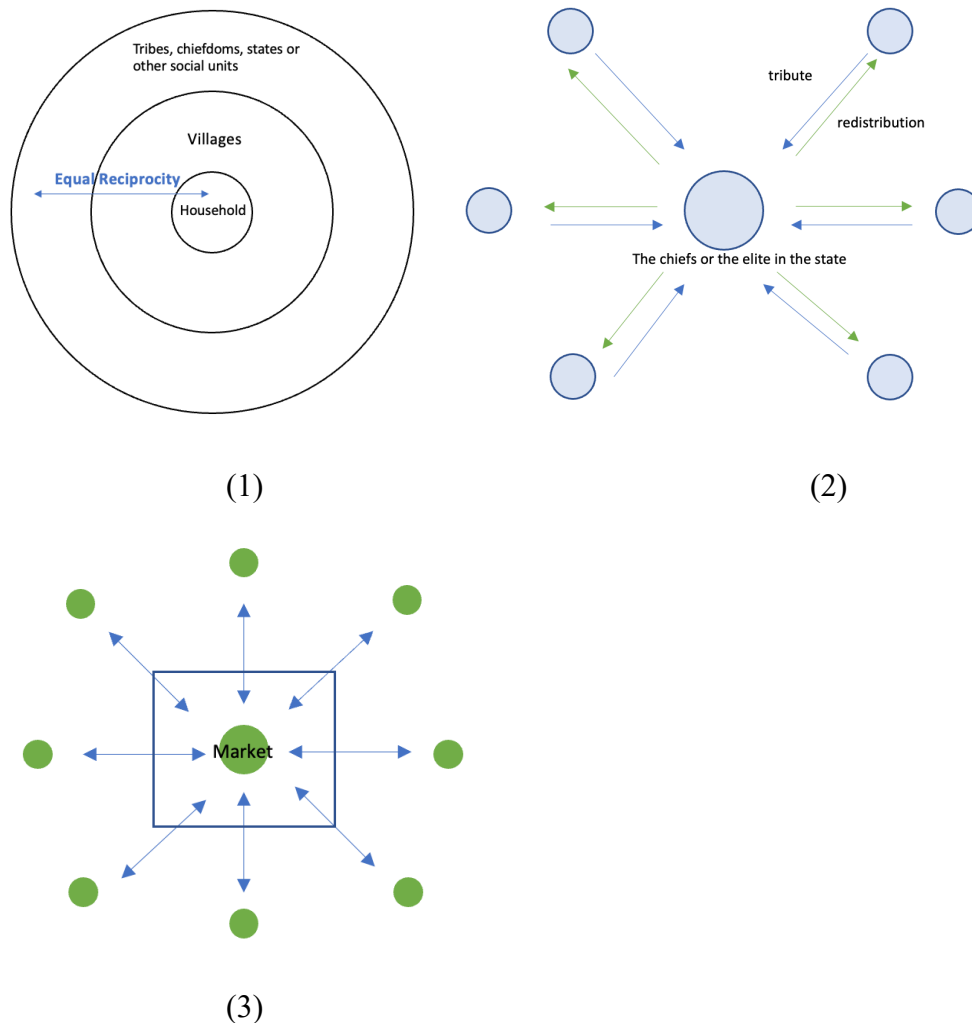 Tribes, chiefdoms, states or
other social units
Villages
Equal Reciprocity
Household
tribute
redistribution
The chiefs or the elite in the state
(1)
(2)
Market
(3)